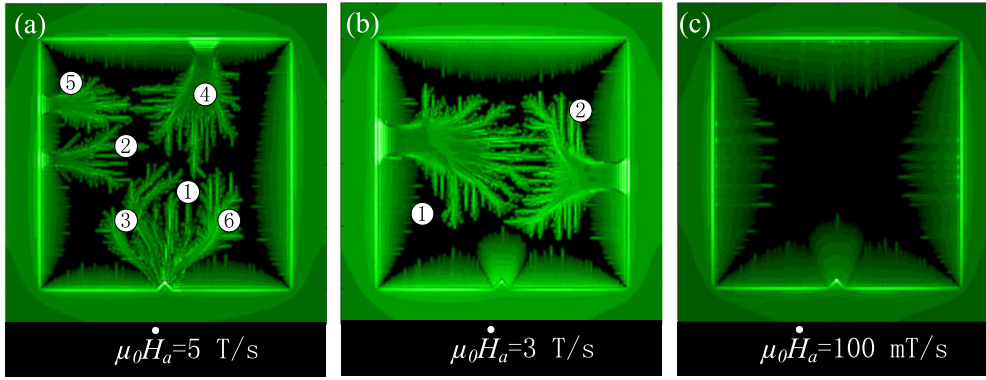 (a)
⑤
④
②
①
③
⑥
μ₀Ḣₐ=5 T/s
(b)
②
①
μ₀Ḣₐ=3 T/s
(c)
μ₀Ḣₐ=100 mT/s